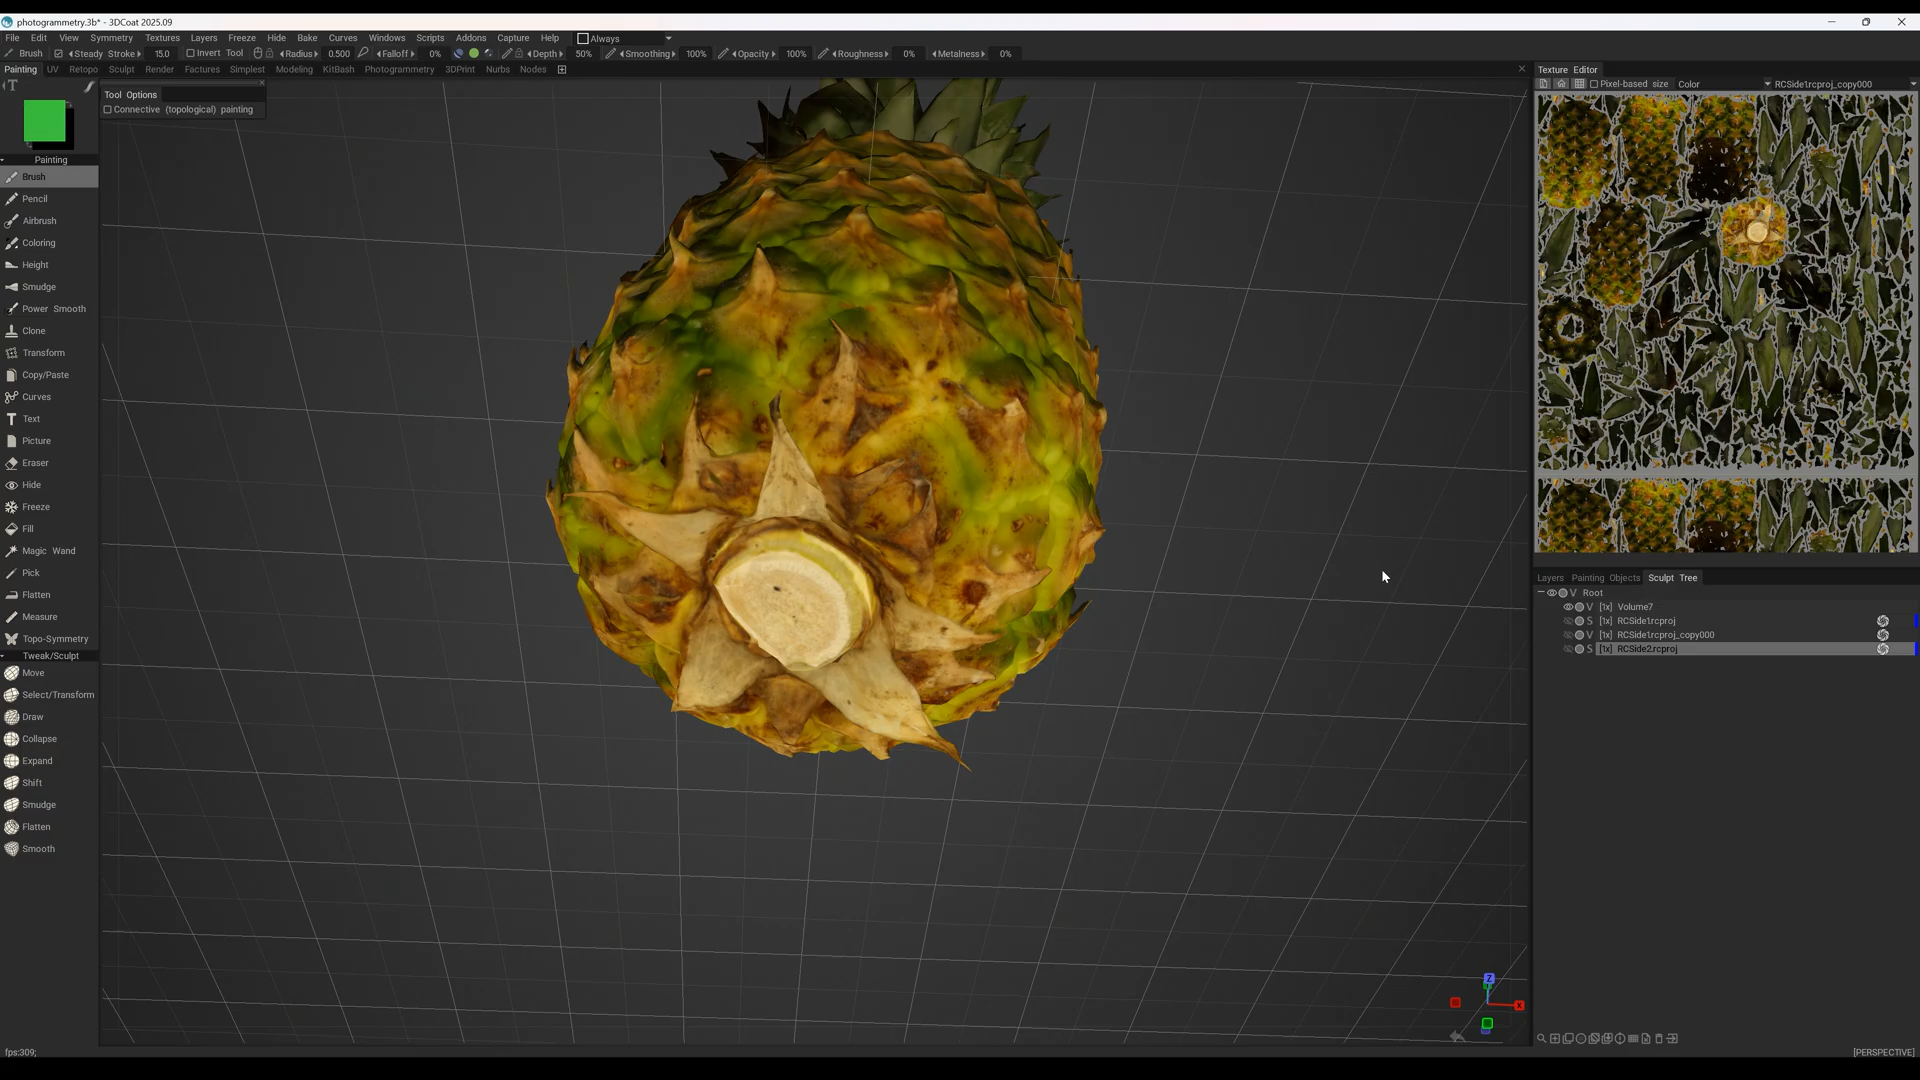 photogrammetry.3b* - 3DCoat 2025.09
File Edit View Symmetry Textures Layers Freeze Hide Bake Curves Windows Scripts Addons Capture Help Always
Brush Steady Stroke 15.0 Invert Tool Radius 0.500 Falloff 0% Depth 50% Smoothing 100% Opacity 100% Roughness 0% Metalness 0%
Painting UV Retopo Sculpt Render Factures Simplest Modeling KitBash Photogrammetry 3DPrint Nurbs Nodes
Texture Editor
Pixel-based size Color RCSide1rcproj_copy000
T
Tool Options
Connective (topological) painting
Painting
Brush
Pencil
Airbrush
Coloring
Height
Smudge
Power Smooth
Clone
Transform
Copy/Paste
Curves
Text
Picture
Eraser
Hide
Freeze
Fill
Magic Wand
Pick
Flatten
Measure
Topo-Symmetry
Tweak/Sculpt
Move
Select/Transform
Draw
Collapse
Expand
Shift
Smudge
Flatten
Smooth
Layers Painting Objects Sculpt Tree
V Root
V [1x] Volume7
S [1x] RCSide1rcproj
V [1x] RCSide1rcproj_copy000
S [1x] RCSide2.rcproj
Z
X
fps:309;
[PERSPECTIVE]